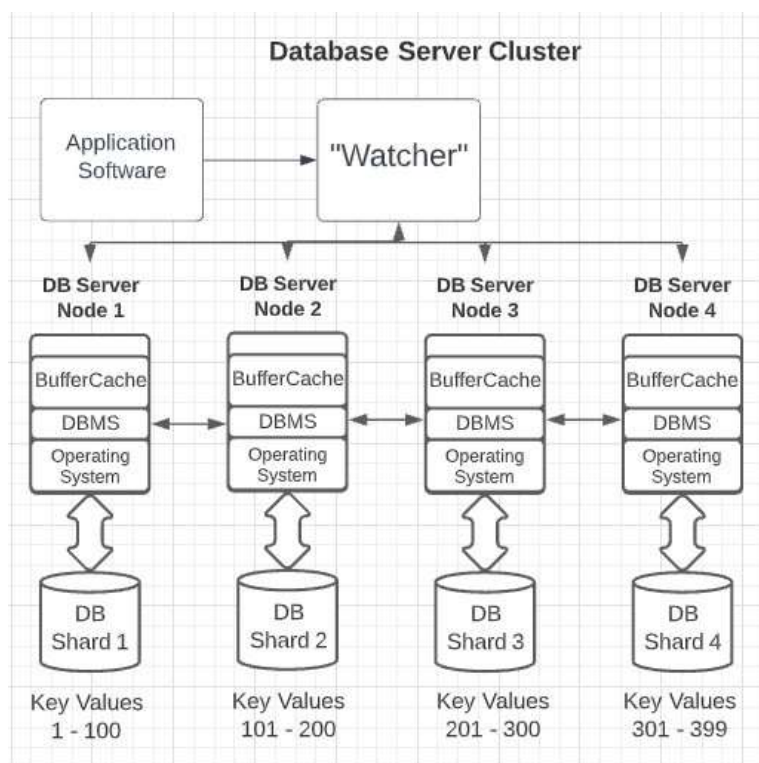 Database Server Cluster
Application
Software
"Watcher"
DB Server
Node 1
DB Server
Node 2
DB Server
Node 3
DB Server
Node 4
BufferCache
BufferCache
BufferCache
BufferCache
DBMS
DBMS
DBMS
DBMS
Operating
System
Operating
System
Operating
System
Operating
System
DB
Shard 1
DB
Shard 2
DB
Shard 3
DB
Shard 4
Key Values
1 - 100
Key Values
101 - 200
Key Values
201 - 300
Key Values
301 - 399